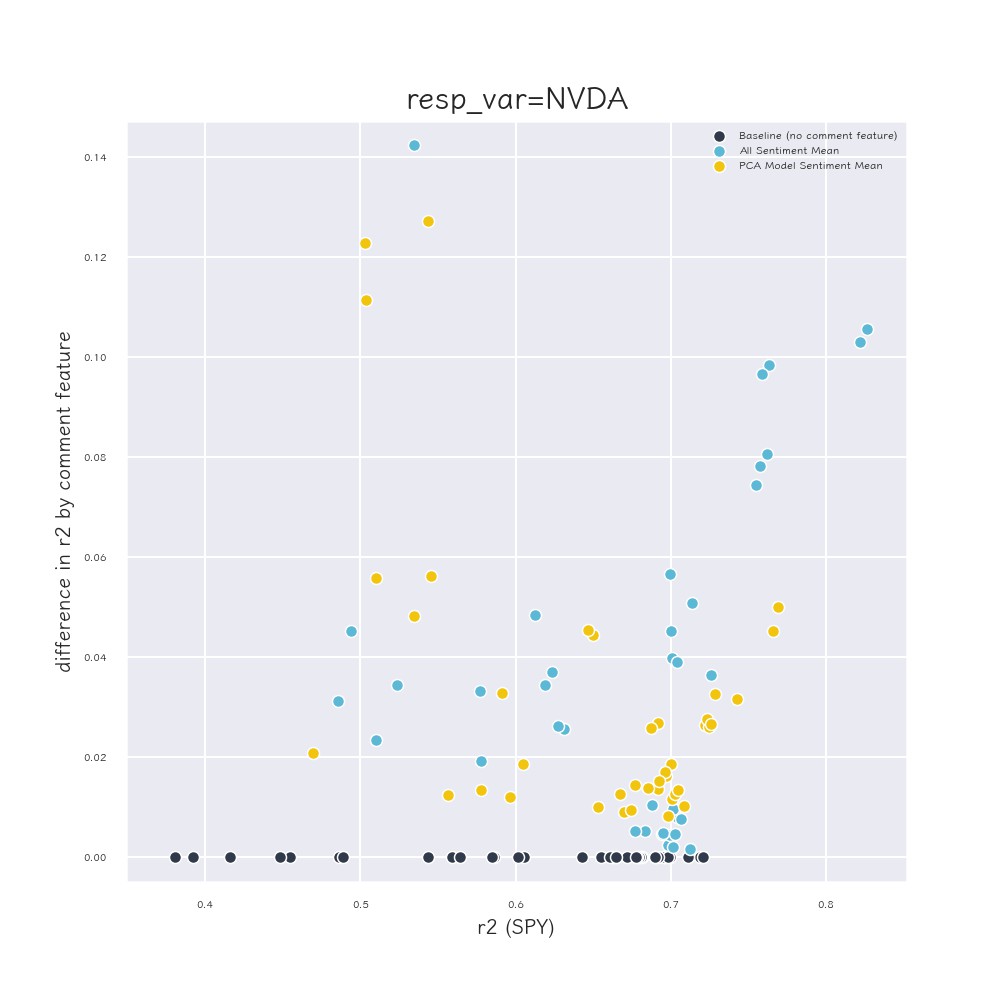 resp_var=NVDA
Baseline (no comment feature)
All Sentiment Mean
PCA Model Sentiment Mean
difference in r2 by comment feature
0.14
0.12
0.10
0.08
0.06
0.04
0.02
0.00
0.4 0.5 0.6 0.7 0.8
r2 (SPY)